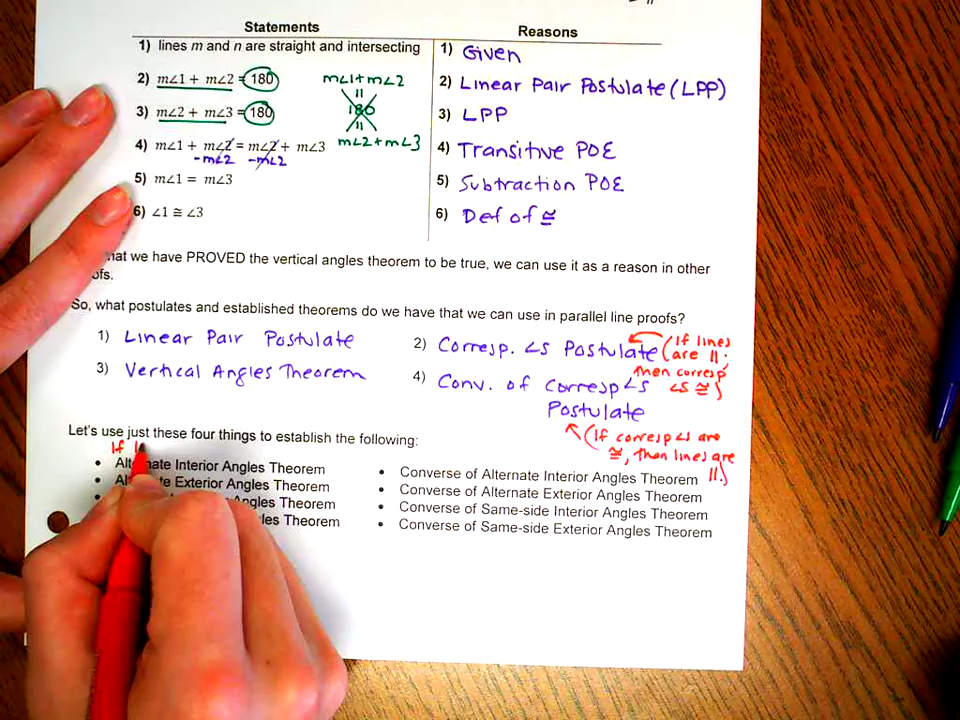 Statements Reasons
1) lines m and n are straight and intersecting 1) Given
2) m∠1 + m∠2 = 180 m∠1+m∠2 2) Linear Pair Postulate (LPP)
=
180
=
3) m∠2 + m∠3 = 180 3) LPP
4) m∠1 + m∠2 = m∠2 + m∠3 m∠2+m∠3 4) Transitive POE
-m∠2 -m∠2
5) m∠1 = m∠3 5) Subtraction POE
6) ∠1 ≅ ∠3 6) Def of ≅
we have PROVED the vertical angles theorem to be true, we can use it as a reason in other
So, what postulates and established theorems do we have that we can use in parallel line proofs?
1) Linear Pair Postulate 2) Corresp. ∠s Postulate (If lines
are ||,
then corresp
∠s ≅)
3) Vertical Angles Theorem 4) Conv. of Corresp ∠s
Postulate
(If corresp ∠s are
≅, then lines are
||.)
Let's use just these four things to establish the following:
If
• Alternate Interior Angles Theorem • Converse of Alternate Interior Angles Theorem
• Exterior Angles Theorem • Converse of Alternate Exterior Angles Theorem
• Angles Theorem • Converse of Same-side Interior Angles Theorem
Theorem • Converse of Same-side Exterior Angles Theorem